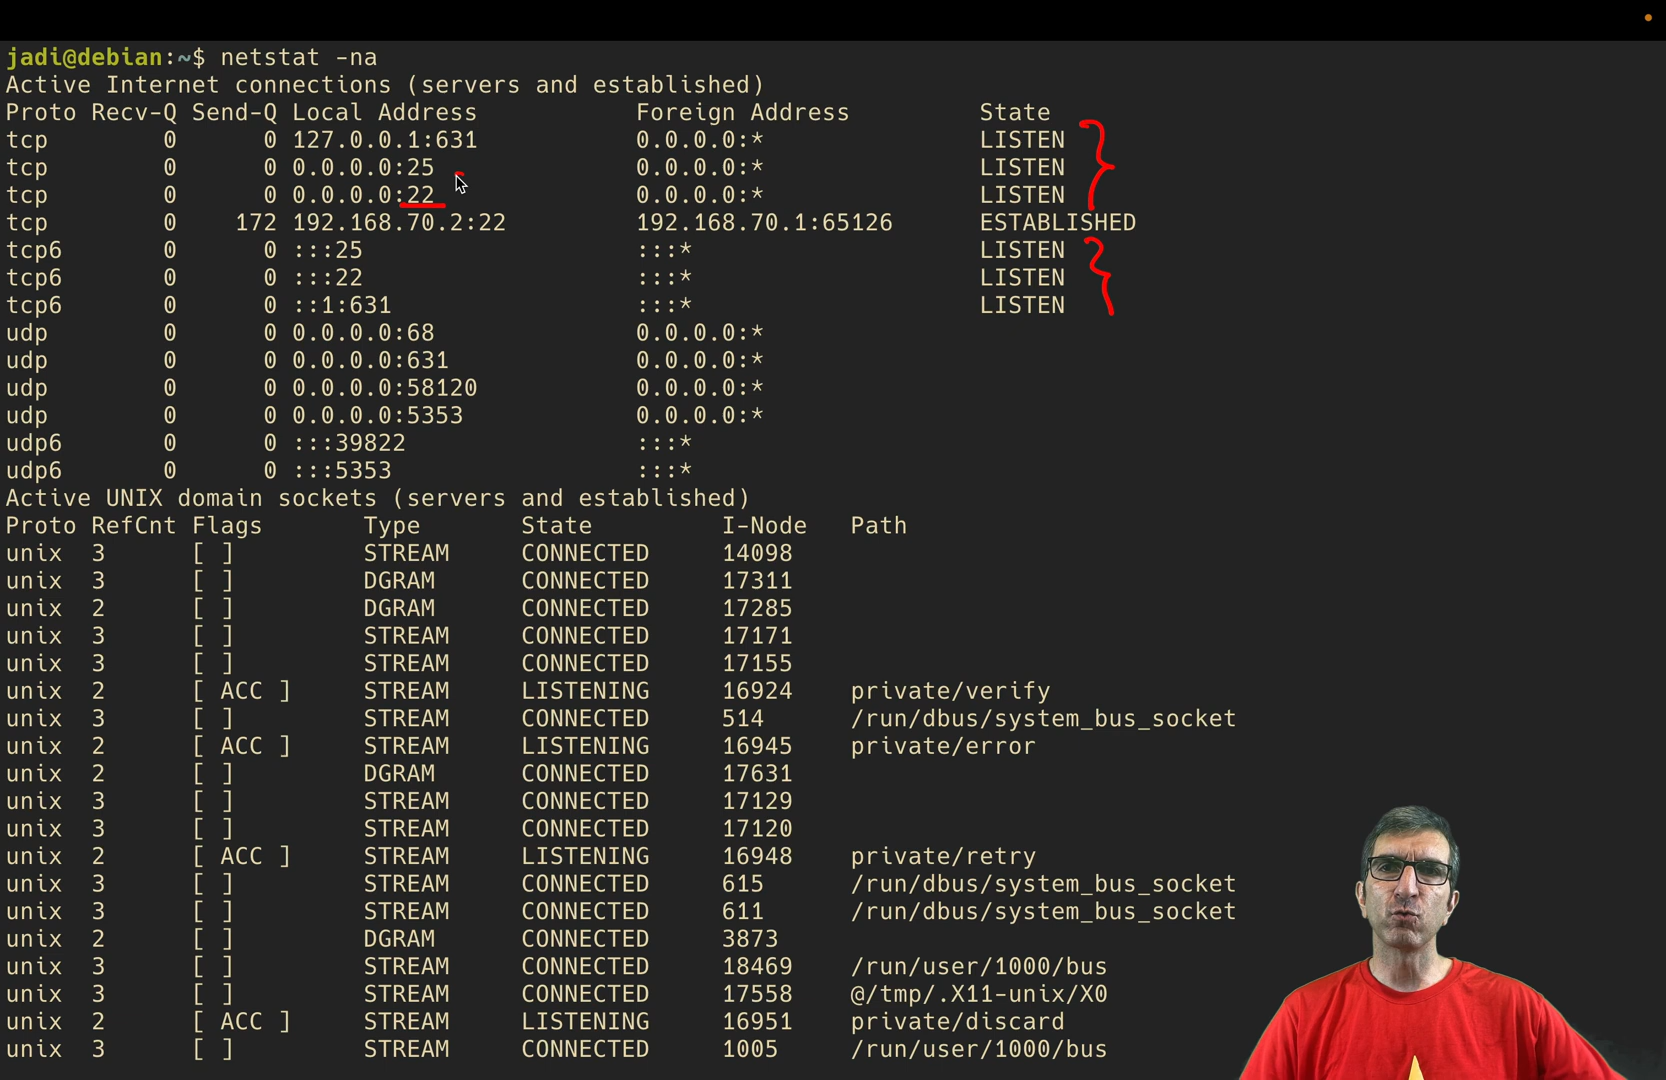 jadi@debian:~$ netstat -na
Active Internet connections (servers and established)
Proto Recv-Q Send-Q Local Address Foreign Address State
tcp 0 0 127.0.0.1:631 0.0.0.0:* LISTEN
tcp 0 0 0.0.0.0:25 0.0.0.0:* LISTEN
tcp 0 0 0.0.0.0:22 0.0.0.0:* LISTEN
tcp 0 172 192.168.70.2:22 192.168.70.1:65126 ESTABLISHED
tcp6 0 0 :::25 :::* LISTEN
tcp6 0 0 :::22 :::* LISTEN
tcp6 0 0 ::1:631 :::* LISTEN
udp 0 0 0.0.0.0:68 0.0.0.0:*
udp 0 0 0.0.0.0:631 0.0.0.0:*
udp 0 0 0.0.0.0:58120 0.0.0.0:*
udp 0 0 0.0.0.0:5353 0.0.0.0:*
udp6 0 0 :::39822 :::*
udp6 0 0 :::5353 :::*
Active UNIX domain sockets (servers and established)
Proto RefCnt Flags Type State I-Node Path
unix 3 [ ] STREAM CONNECTED 14098
unix 3 [ ] DGRAM CONNECTED 17311
unix 2 [ ] DGRAM CONNECTED 17285
unix 3 [ ] STREAM CONNECTED 17171
unix 3 [ ] STREAM CONNECTED 17155
unix 2 [ ACC ] STREAM LISTENING 16924 private/verify
unix 3 [ ] STREAM CONNECTED 514 /run/dbus/system_bus_socket
unix 2 [ ACC ] STREAM LISTENING 16945 private/error
unix 2 [ ] DGRAM CONNECTED 17631
unix 3 [ ] STREAM CONNECTED 17129
unix 3 [ ] STREAM CONNECTED 17120
unix 2 [ ACC ] STREAM LISTENING 16948 private/retry
unix 3 [ ] STREAM CONNECTED 615 /run/dbus/system_bus_socket
unix 3 [ ] STREAM CONNECTED 611 /run/dbus/system_bus_socket
unix 2 [ ] DGRAM CONNECTED 3873
unix 3 [ ] STREAM CONNECTED 18469 /run/user/1000/bus
unix 3 [ ] STREAM CONNECTED 17558 @/tmp/.X11-unix/X0
unix 2 [ ACC ] STREAM LISTENING 16951 private/discard
unix 3 [ ] STREAM CONNECTED 1005 /run/user/1000/bus